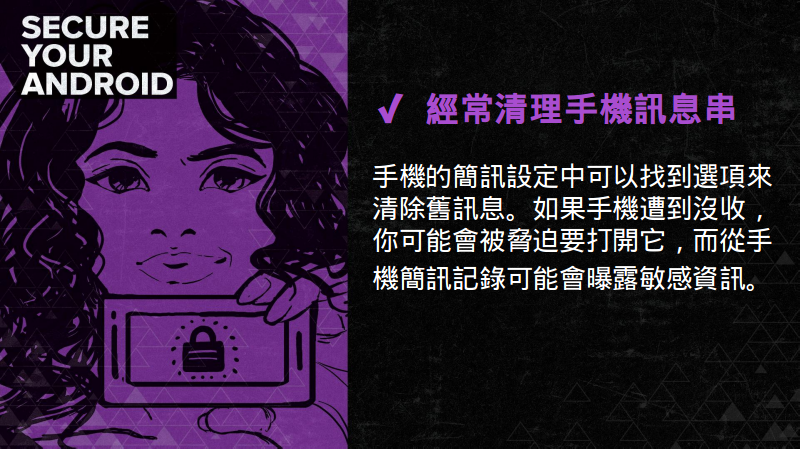 SECURE
YOUR
ANDROID
✓ 經常清理手機訊息串
手機的簡訊設定中可以找到選項來
清除舊訊息。如果手機遭到沒收，
你可能會被脅迫要打開它，而從手
機簡訊記錄可能會曝露敏感資訊。